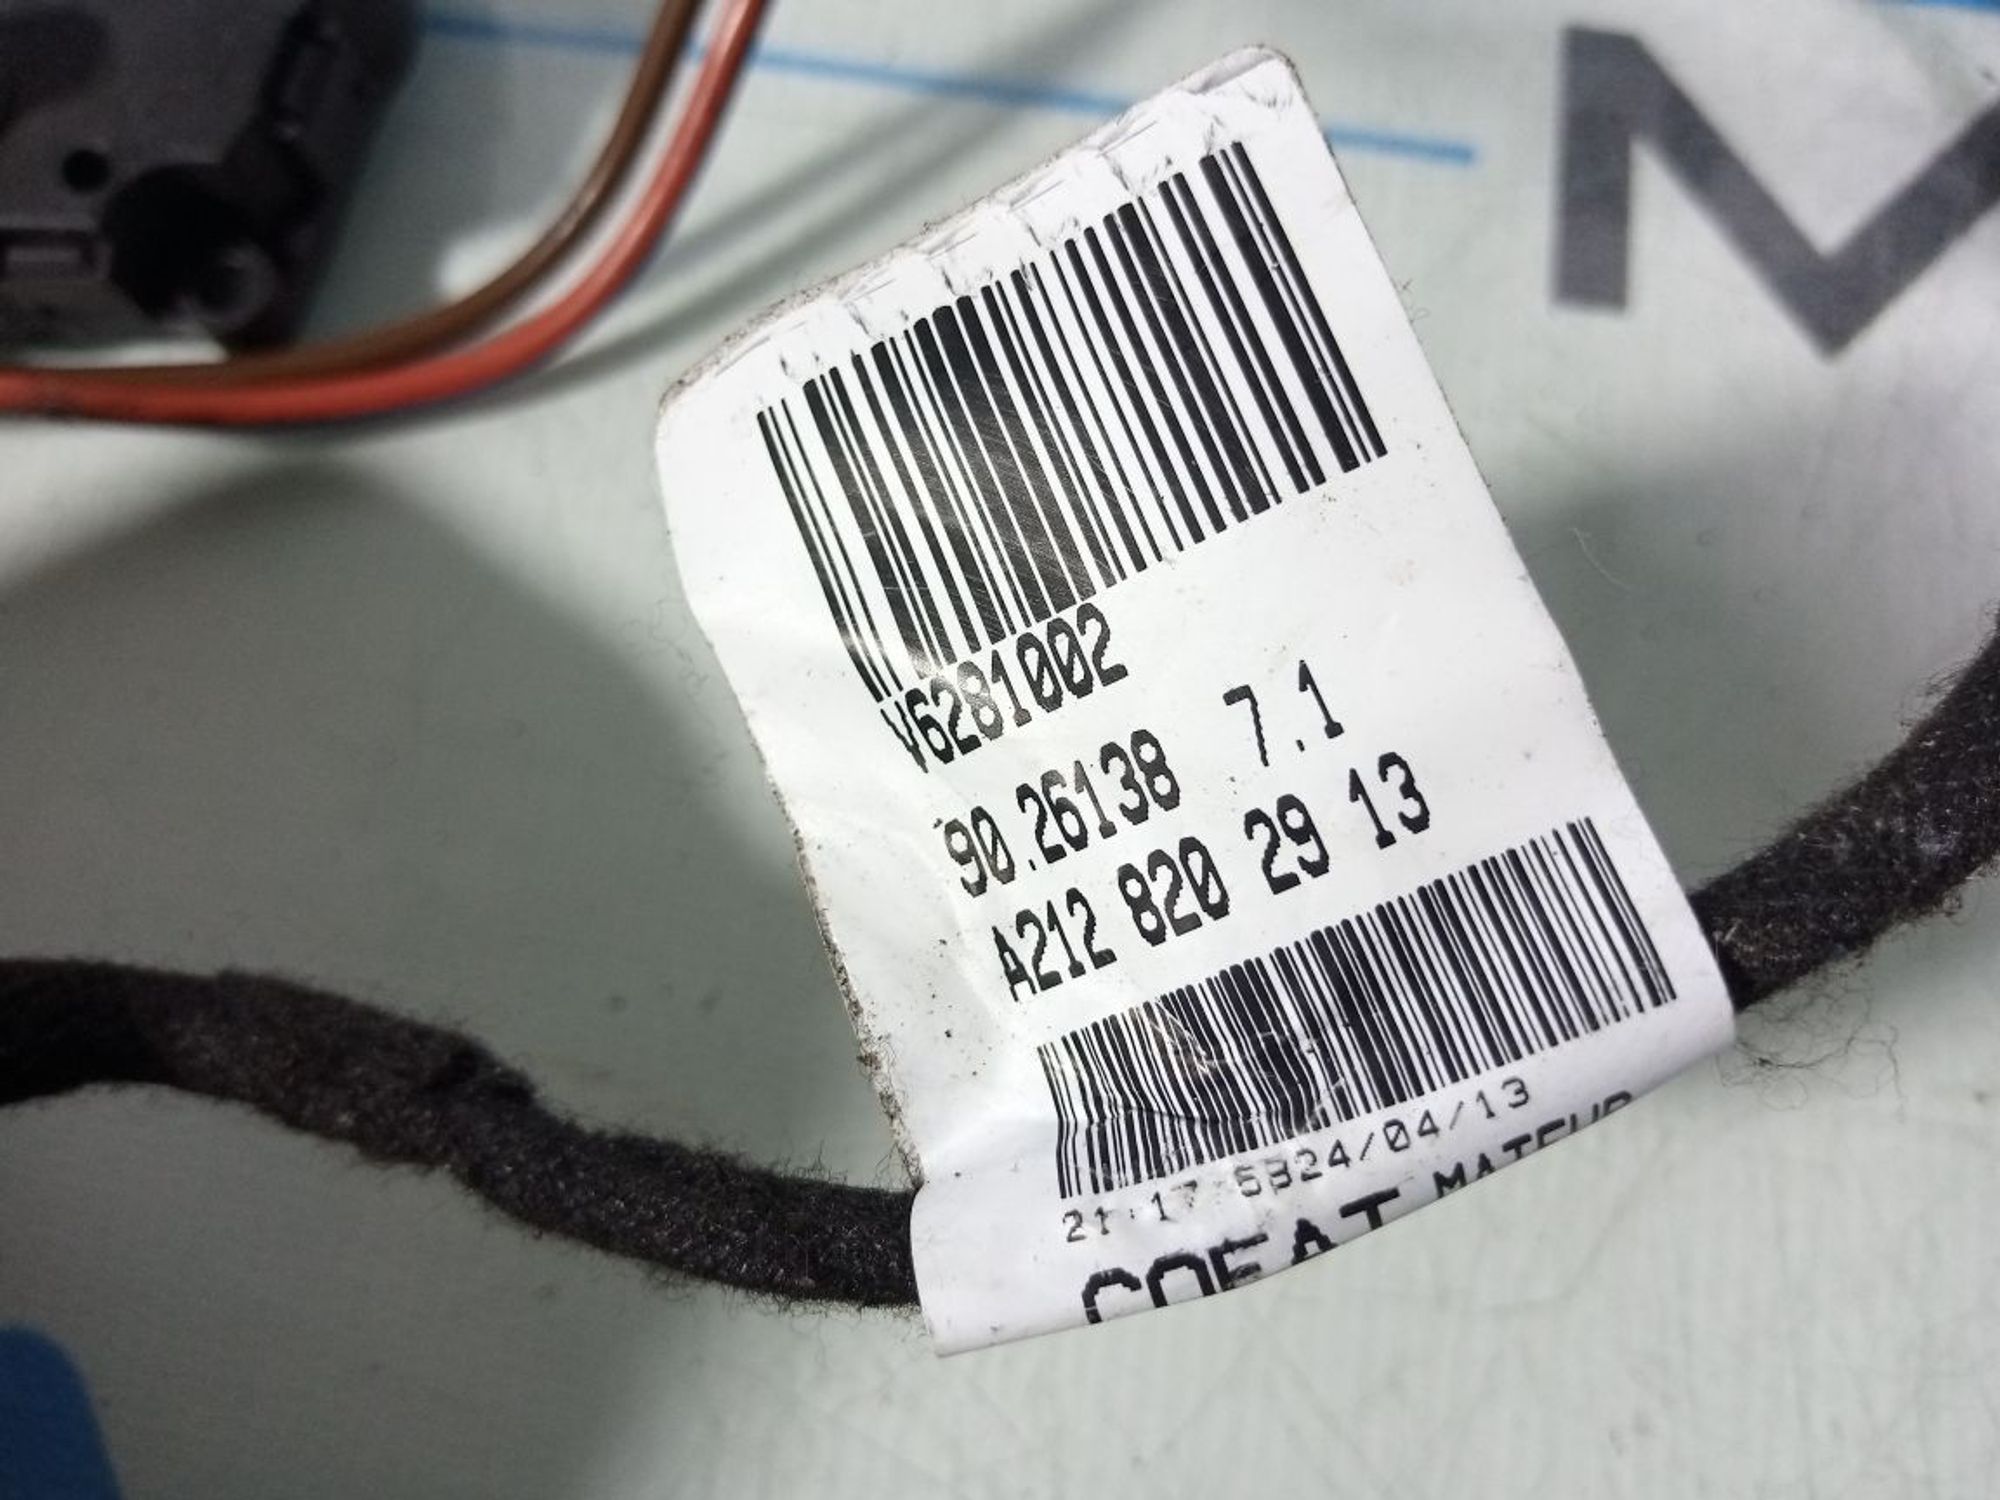 V6281002
90.26138 7.1
A212 820 29 13
24/04/13
M